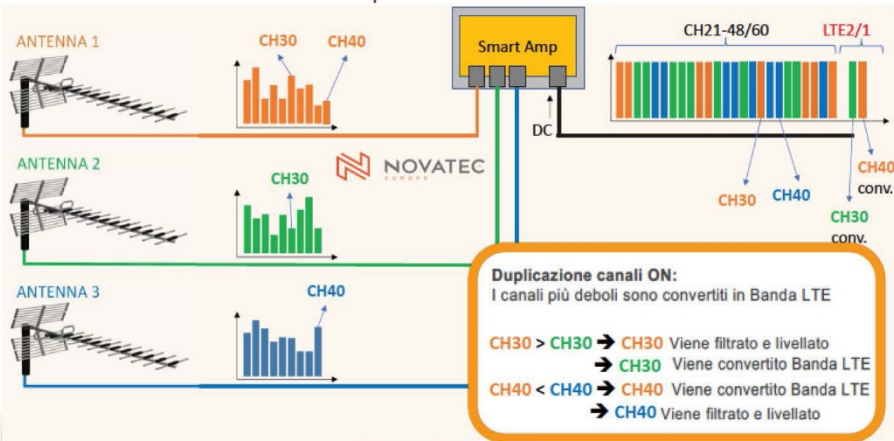 ANTENNA 1
CH30
CH40
Smart Amp
DC
CH21-48/60
LTE2/1
CH30
CH40
CH40
conv.
CH30
conv.
ANTENNA 2
CH30
NOVATEC
EUROPE
ANTENNA 3
CH40
Duplicazione canali ON:
I canali più deboli sono convertiti in Banda LTE
CH30 > CH30 ➔ CH30 Viene filtrato e livellato
➔ CH30 Viene convertito Banda LTE
CH40 < CH40 ➔ CH40 Viene convertito Banda LTE
➔ CH40 Viene filtrato e livellato